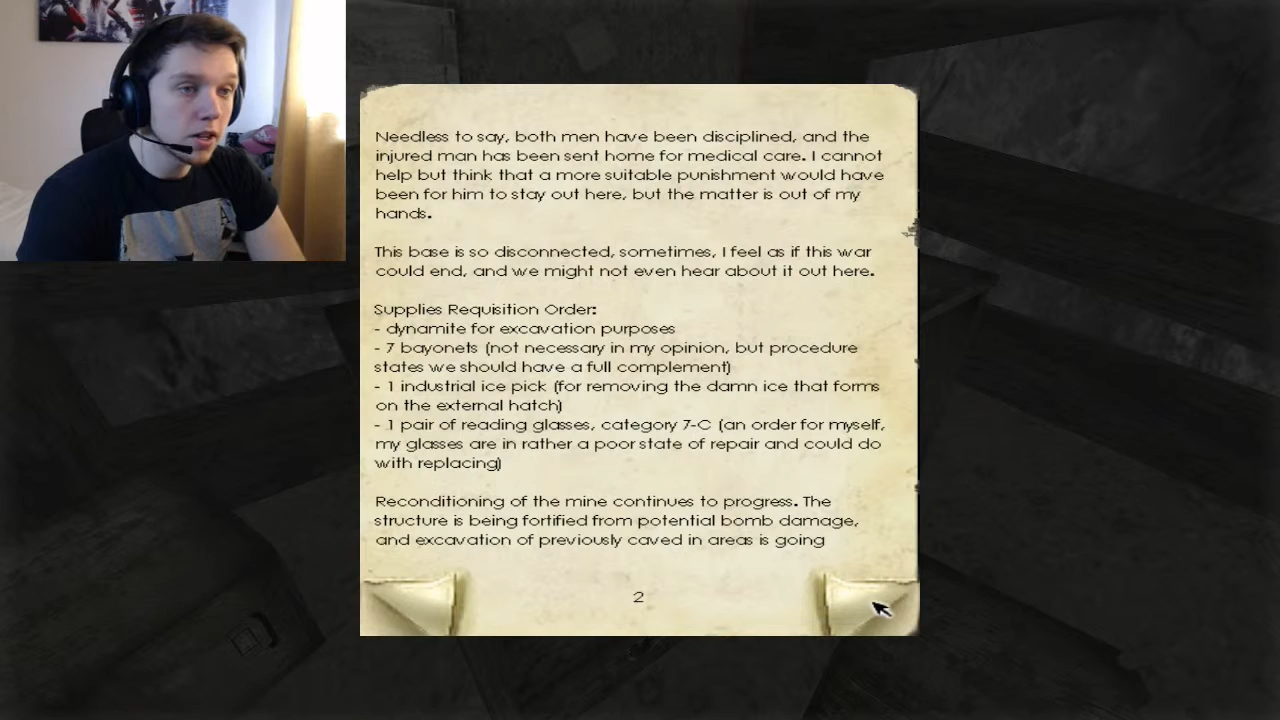 Needless to say, both men have been disciplined, and the
injured man has been sent home for medical care. I cannot
help but think that a more suitable punishment would have
been for him to stay out here, but the matter is out of my
hands.
This base is so disconnected, sometimes, I feel as if this war
could end, and we might not even hear about it out here.
Supplies Requisition Order:
- dynamite for excavation purposes
- 7 bayonets (not necessary in my opinion, but procedure
states we should have a full complement)
- 1 industrial ice pick (for removing the damn ice that forms
on the external hatch)
- 1 pair of reading glasses, category 7-C (an order for myself,
my glasses are in rather a poor state of repair and could do
with replacing)
Reconditioning of the mine continues to progress. The
structure is being fortified from potential bomb damage,
and excavation of previously caved in areas is going
2